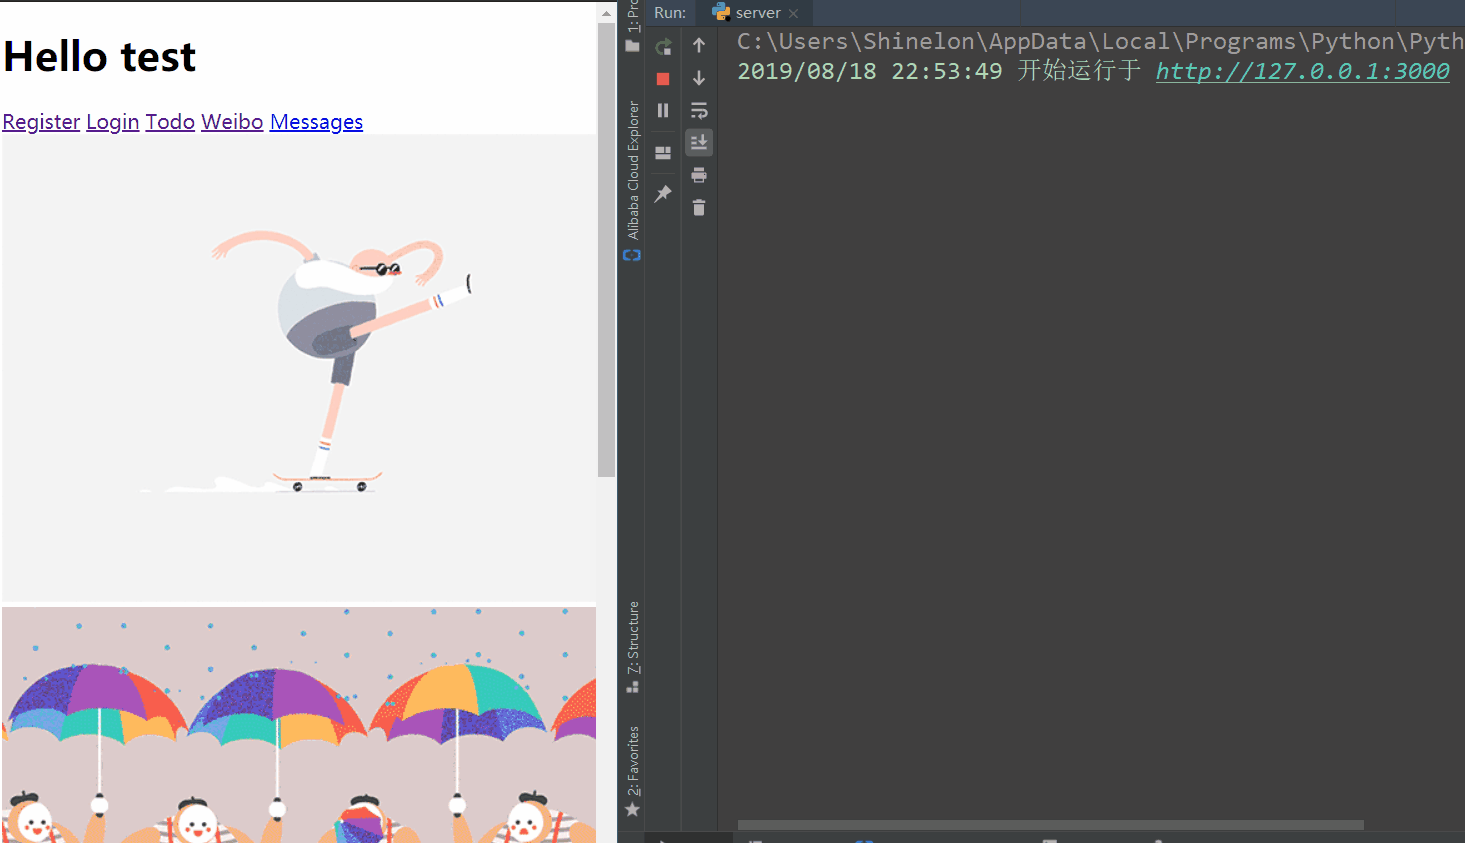 Hello test
Register Login Todo Weibo Messages
1: Pro
Alibaba Cloud Explorer
7: Structure
2: Favorites
Run: server
C:\Users\Shinelon\AppData\Local\Programs\Python\Pyth
2019/08/18 22:53:49 开始运行于 http://127.0.0.1:3000